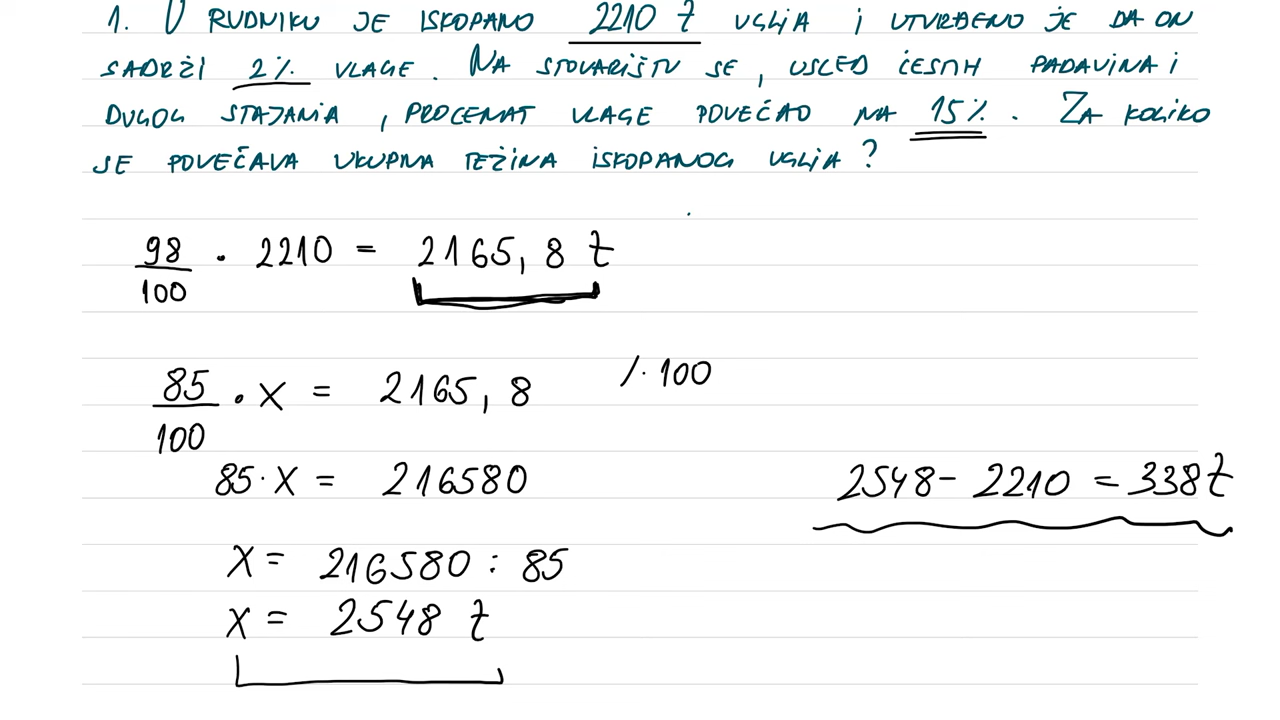 1. U RUDNIKU JE ISKOPANO 2210 t UGLJA I UTVRĐENO JE DA ON
SADRŽI 2% VLAGE. NA STOVARIŠTU SE, USLED ČESTIH PADAVINA I
DUGOG STAJANJA, PROCENAT VLAGE POVEĆAO NA 15%. ZA KOLIKO
SE POVEĆAVA UKUPNA TEŽINA ISKOPANOG UGLJA?
98/100 · 2210 = 2165,8 t
85/100 · x = 2165,8 /·100
85·x = 216580
2548 - 2210 = 338 t
x = 216580 : 85
x = 2548 t